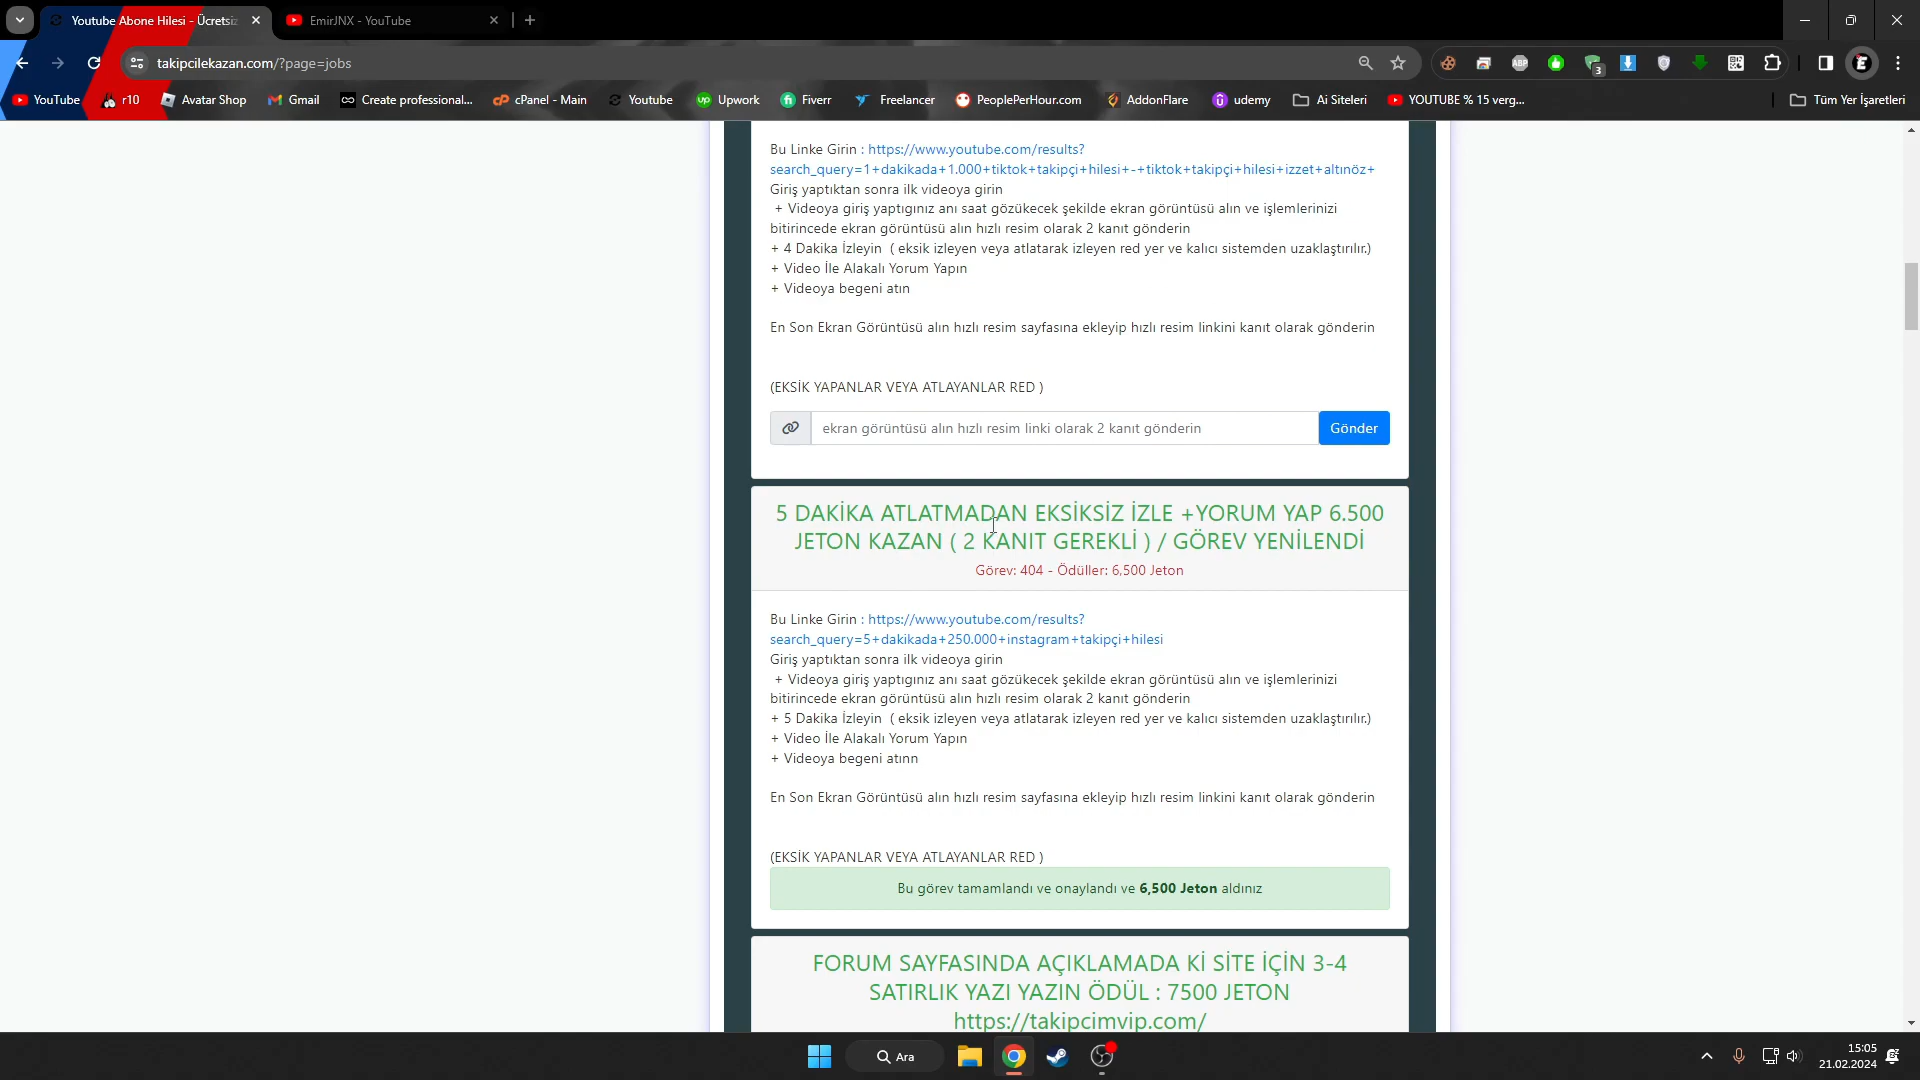 Youtube Abone Hilesi - Ücretsiz
EmirJNX - YouTube
takipcilekazan.com/?page=jobs
ABP
3
E
YouTube
r10
Avatar Shop
Gmail
Create professional...
cPanel - Main
Youtube
Upwork
Fiverr
Freelancer
PeoplePerHour.com
AddonFlare
udemy
Ai Siteleri
YOUTUBE % 15 verg...
Tüm Yer İşaretleri
Bu Linke Girin : https://www.youtube.com/results?
search_query=1+dakikada+1.000+tiktok+takipçi+hilesi+-+tiktok+takipçi+hilesi+izzet+altınöz+
Giriş yaptıktan sonra ilk videoya girin
+ Videoya giriş yaptıgınız anı saat gözükecek şekilde ekran görüntüsü alın ve işlemlerinizi
bitirincede ekran görüntüsü alın hızlı resim olarak 2 kanıt gönderin
+ 4 Dakika İzleyin ( eksik izleyen veya atlatarak izleyen red yer ve kalıcı sistemden uzaklaştırılır.)
+ Video İle Alakalı Yorum Yapın
+ Videoya begeni atın
En Son Ekran Görüntüsü alın hızlı resim sayfasına ekleyip hızlı resim linkini kanıt olarak gönderin
(EKSİK YAPANLAR VEYA ATLAYANLAR RED )
ekran görüntüsü alın hızlı resim linki olarak 2 kanıt gönderin
Gönder
5 DAKİKA ATLATMADAN EKSİKSİZ İZLE +YORUM YAP 6.500
JETON KAZAN ( 2 KANIT GEREKLİ ) / GÖREV YENİLENDİ
Görev: 404 - Ödüller: 6,500 Jeton
Bu Linke Girin : https://www.youtube.com/results?
search_query=5+dakikada+250.000+instagram+takipçi+hilesi
Giriş yaptıktan sonra ilk videoya girin
+ Videoya giriş yaptıgınız anı saat gözükecek şekilde ekran görüntüsü alın ve işlemlerinizi
bitirincede ekran görüntüsü alın hızlı resim olarak 2 kanıt gönderin
+ 5 Dakika İzleyin ( eksik izleyen veya atlatarak izleyen red yer ve kalıcı sistemden uzaklaştırılır.)
+ Video İle Alakalı Yorum Yapın
+ Videoya begeni atınn
En Son Ekran Görüntüsü alın hızlı resim sayfasına ekleyip hızlı resim linkini kanıt olarak gönderin
(EKSİK YAPANLAR VEYA ATLAYANLAR RED )
Bu görev tamamlandı ve onaylandı ve 6,500 Jeton aldınız
FORUM SAYFASINDA AÇIKLAMADA Kİ SİTE İÇİN 3-4
SATIRLIK YAZI YAZIN ÖDÜL : 7500 JETON
https://takipcimvip.com/
Ara
15:05
21.02.2024